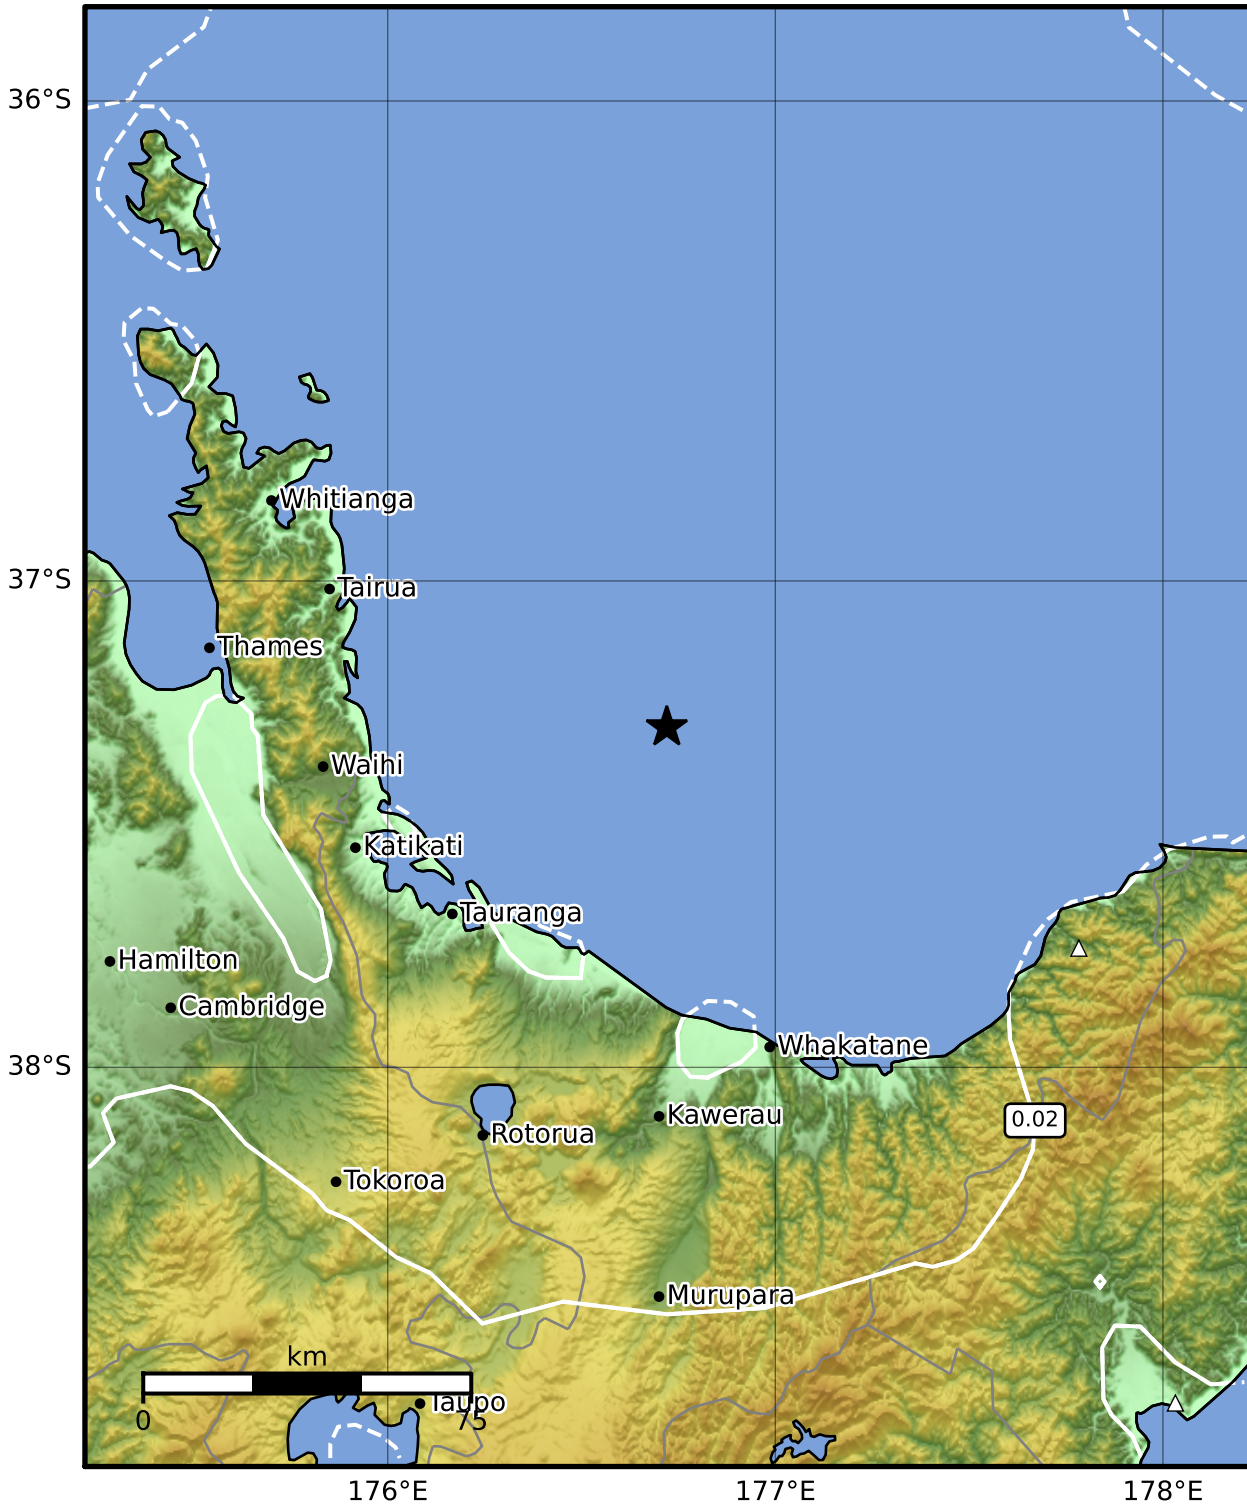 36°S
Whitianga
37°S
Tairua
Thames
Waihi
Katikati
Tauranga
Hamilton
Cambridge
Whakatane
38°S
Kawerau
0.02
Rotorua
Tokoroa
Murupara
km
Taupo
0 75
176°E 177°E 178°E